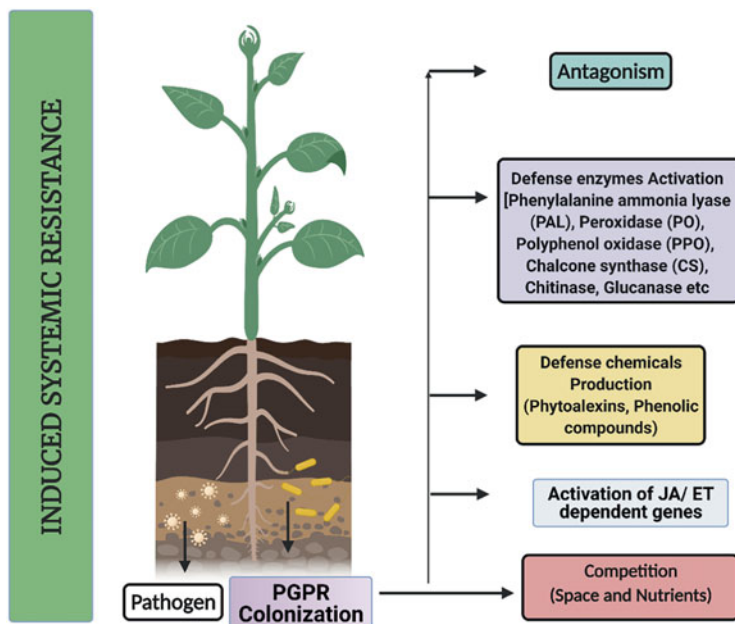 INDUCED SYSTEMIC RESISTANCE
Antagonism
Defense enzymes Activation
[Phenylalanine ammonia lyase
(PAL), Peroxidase (PO),
Polyphenol oxidase (PPO),
Chalcone synthase (CS),
Chitinase, Glucanase etc
Defense chemicals
Production
(Phytoalexins, Phenolic
compounds)
Activation of JA/ ET
dependent genes
Competition
(Space and Nutrients)
Pathogen
PGPR
Colonization